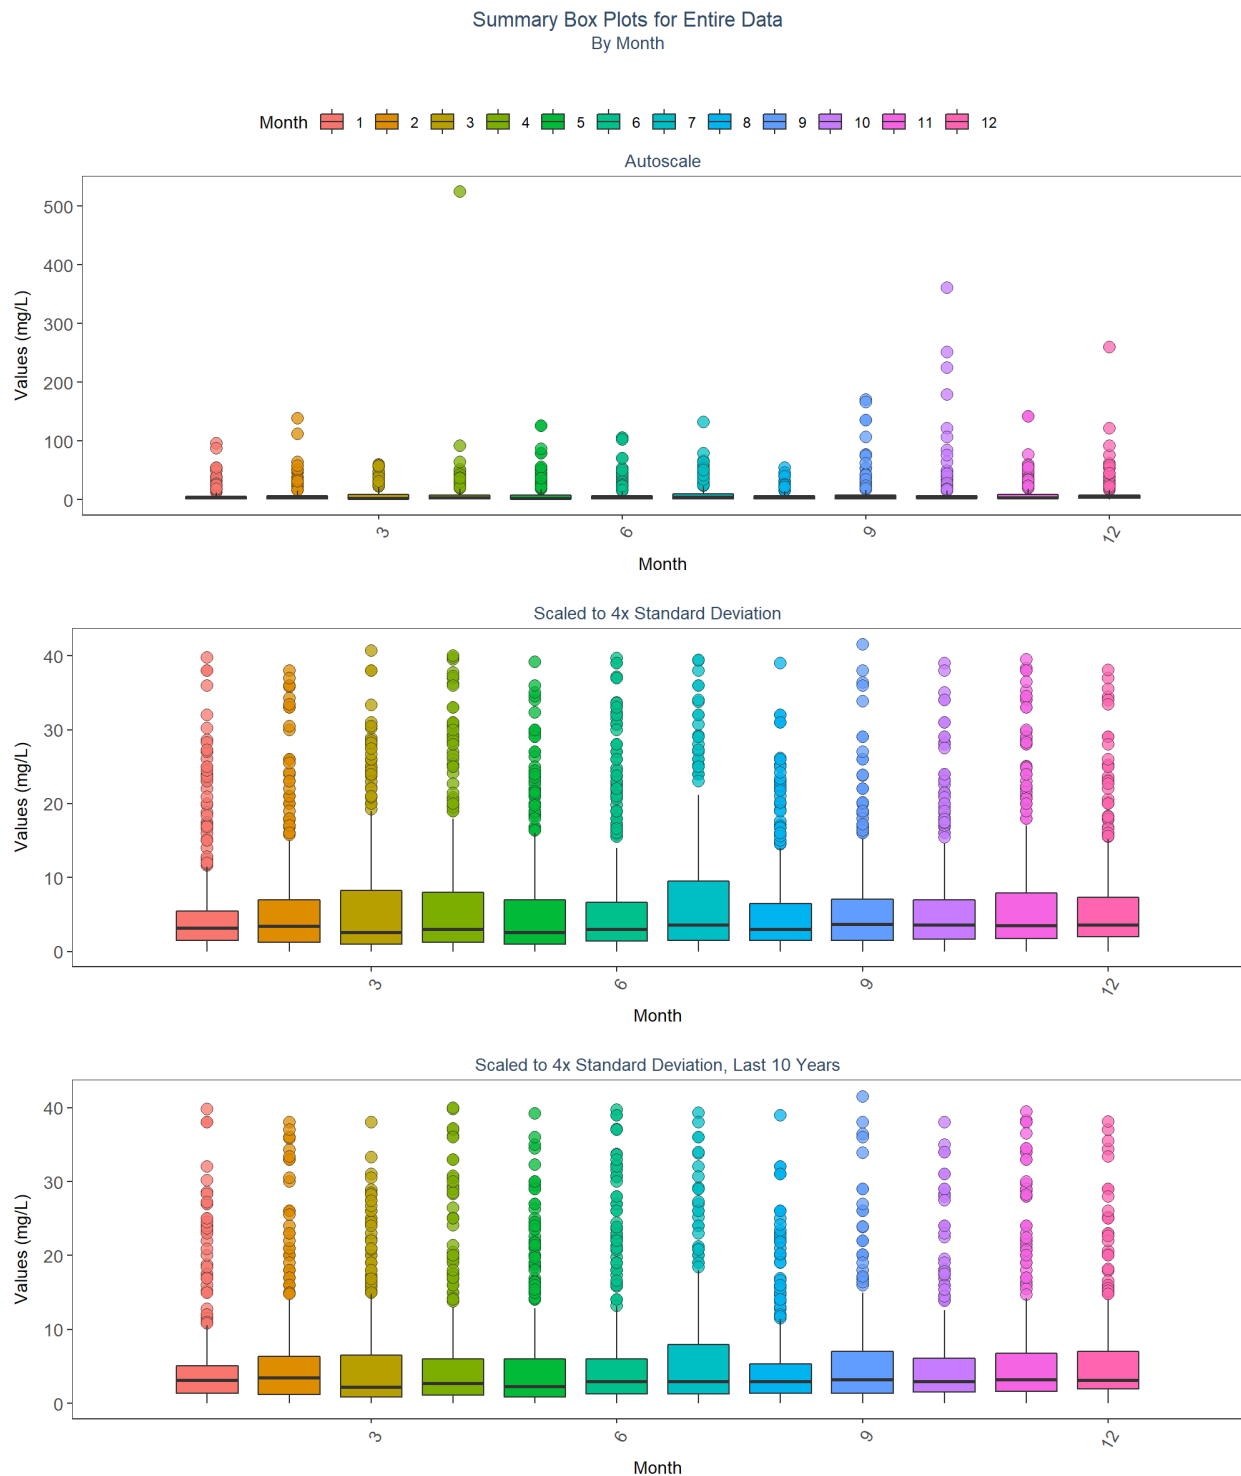 Summary Box Plots for Entire Data
By Month
Month 1 2 3 4 5 6 7 8 9 10 11 12
Autoscale
500
400
300
200
100
0
Values (mg/L)
3 6 9 12
Month
Scaled to 4x Standard Deviation
40
30
20
10
0
Values (mg/L)
3 6 9 12
Month
Scaled to 4x Standard Deviation, Last 10 Years
40
30
20
10
0
Values (mg/L)
3 6 9 12
Month